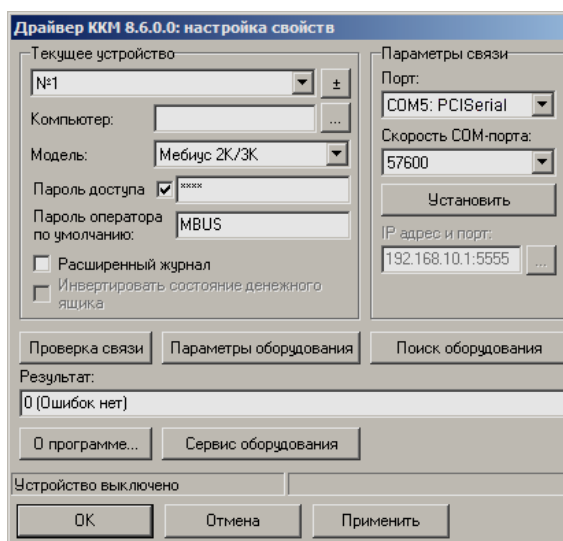 Драйвер ККМ 8.6.0.0: настройка свойств
Текущее устройство
№1
±
Компьютер:
...
Модель:
Мебиус 2K/3K
Пароль доступа
****
Пароль оператора
по умолчанию:
MBUS
Расширенный журнал
Инвертировать состояние денежного
ящика
Параметры связи
Порт:
COM5: PCISerial
Скорость COM-порта:
57600
Установить
IP адрес и порт:
192.168.10.1:5555
...
Проверка связи
Параметры оборудования
Поиск оборудования
Результат:
0 (Ошибок нет)
О программе...
Сервис оборудования
Устройство выключено
OK
Отмена
Применить